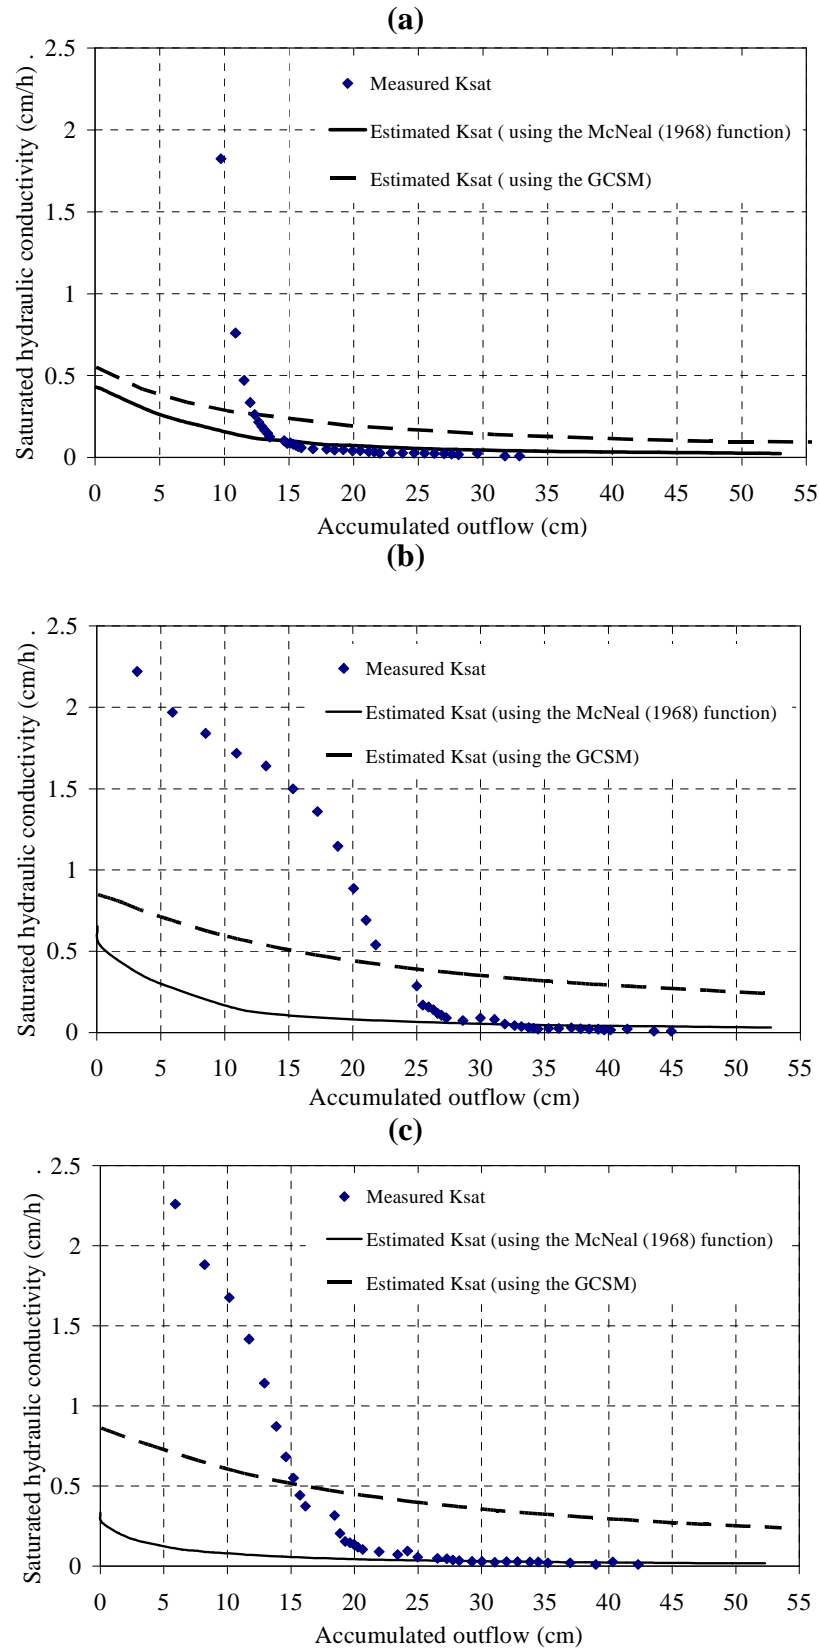 (a)
Saturated hydraulic conductivity (cm/h) .
2.5
2
1.5
1
0.5
0
Measured Ksat
Estimated Ksat ( using the McNeal (1968) function)
Estimated Ksat ( using the GCSM)
0 5 10 15 20 25 30 35 40 45 50 55
Accumulated outflow (cm)
(b)
Saturated hydraulic conductivity (cm/h) .
2.5
2
1.5
1
0.5
0
Measured Ksat
Estimated Ksat (using the McNeal (1968) function)
Estimated Ksat (using the GCSM)
0 5 10 15 20 25 30 35 40 45 50 55
Accumulated outflow (cm)
(c)
Saturated hydraulic conductivity (cm/h) .
2.5
2
1.5
1
0.5
0
Measured Ksat
Estimated Ksat (using the McNeal (1968) function)
Estimated Ksat (using the GCSM)
0 5 10 15 20 25 30 35 40 45 50 55
Accumulated outflow (cm)